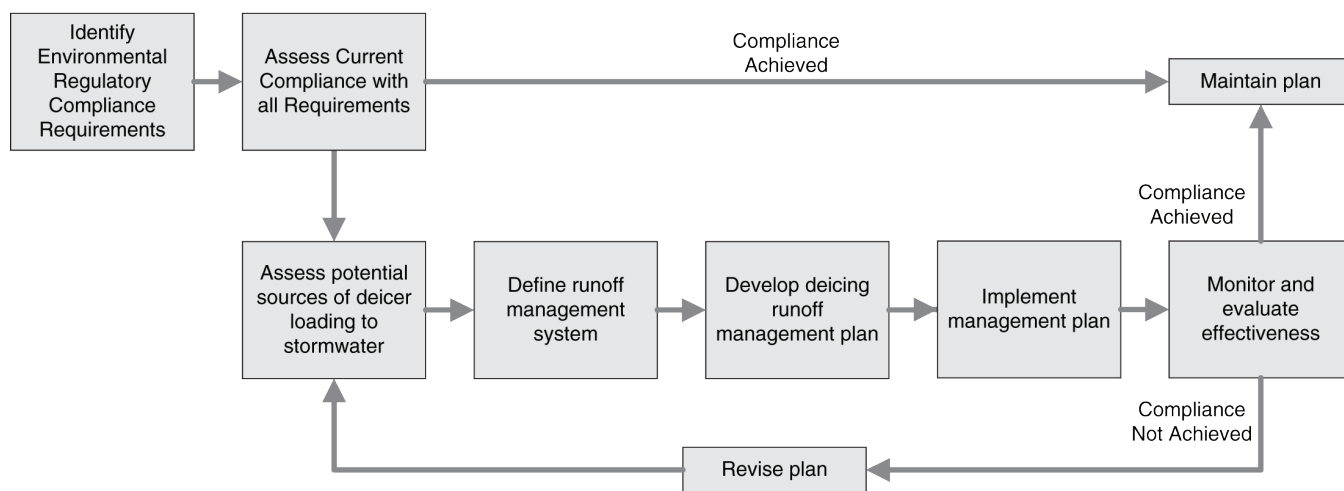 Identify
Environmental
Regulatory
Compliance
Requirements
Assess Current
Compliance with
all Requirements
Compliance
Achieved
Maintain plan
Compliance
Achieved
Assess potential
sources of deicer
loading to
stormwater
Define runoff
management
system
Develop deicing
runoff
management plan
Implement
management plan
Monitor and
evaluate
effectiveness
Compliance
Not Achieved
Revise plan